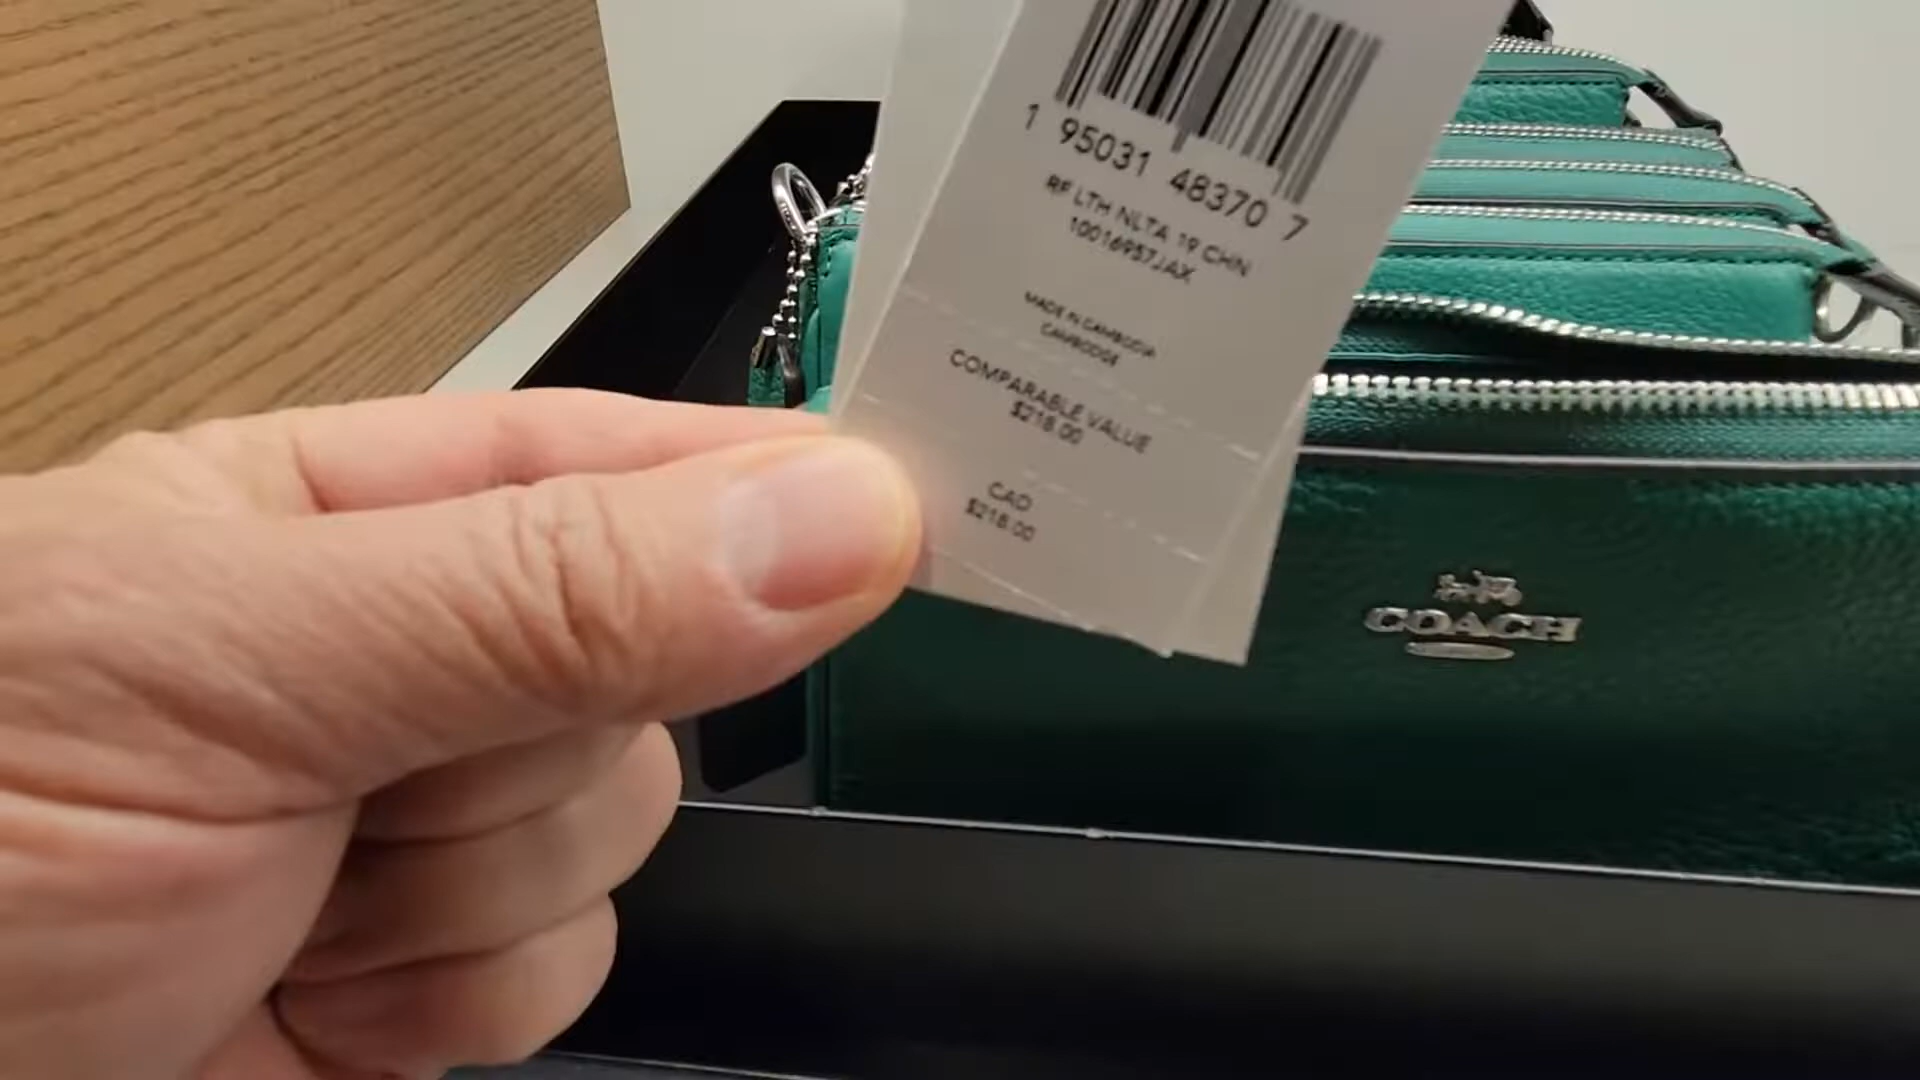 1 95031 48370 7
RF LTH NLTA 19 CHN
10016957JAX
MADE IN CAMBODIA
CAMBODGE
COMPARABLE VALUE
$218.00
CAD
$218.00
COACH